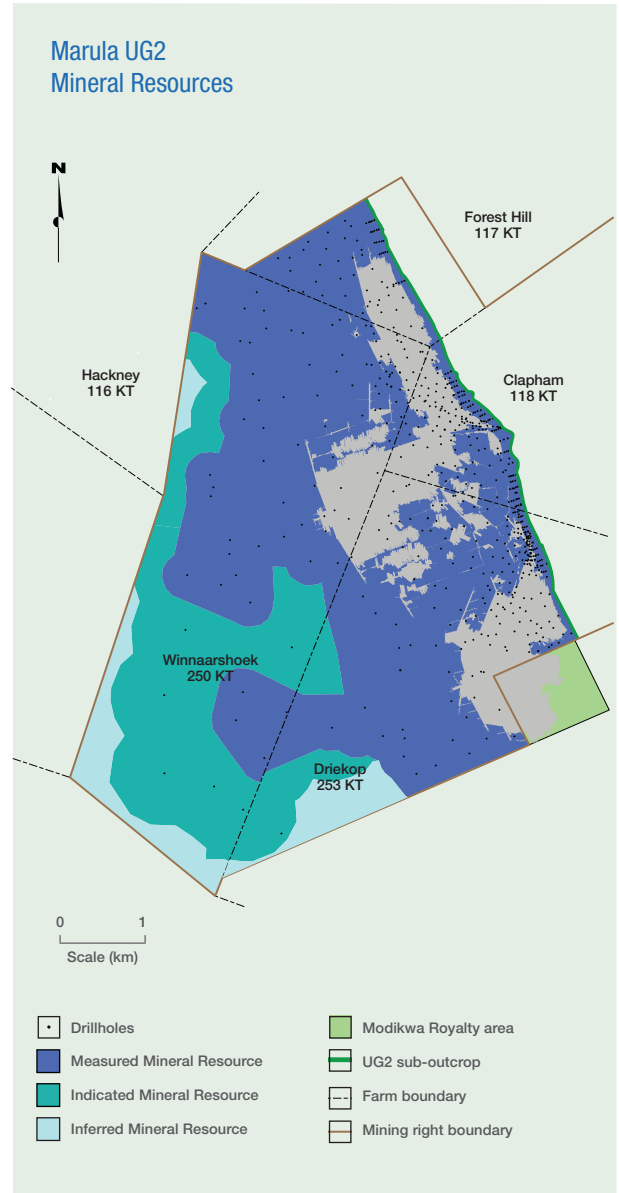 Marula UG2
Mineral Resources
N
Forest Hill
117 KT
Hackney
116 KT
Clapham
118 KT
Winnaarshoek
250 KT
Driekop
253 KT
0 1
Scale (km)
Drillholes
Measured Mineral Resource
Indicated Mineral Resource
Inferred Mineral Resource
Modikwa Royalty area
UG2 sub-outcrop
Farm boundary
Mining right boundary